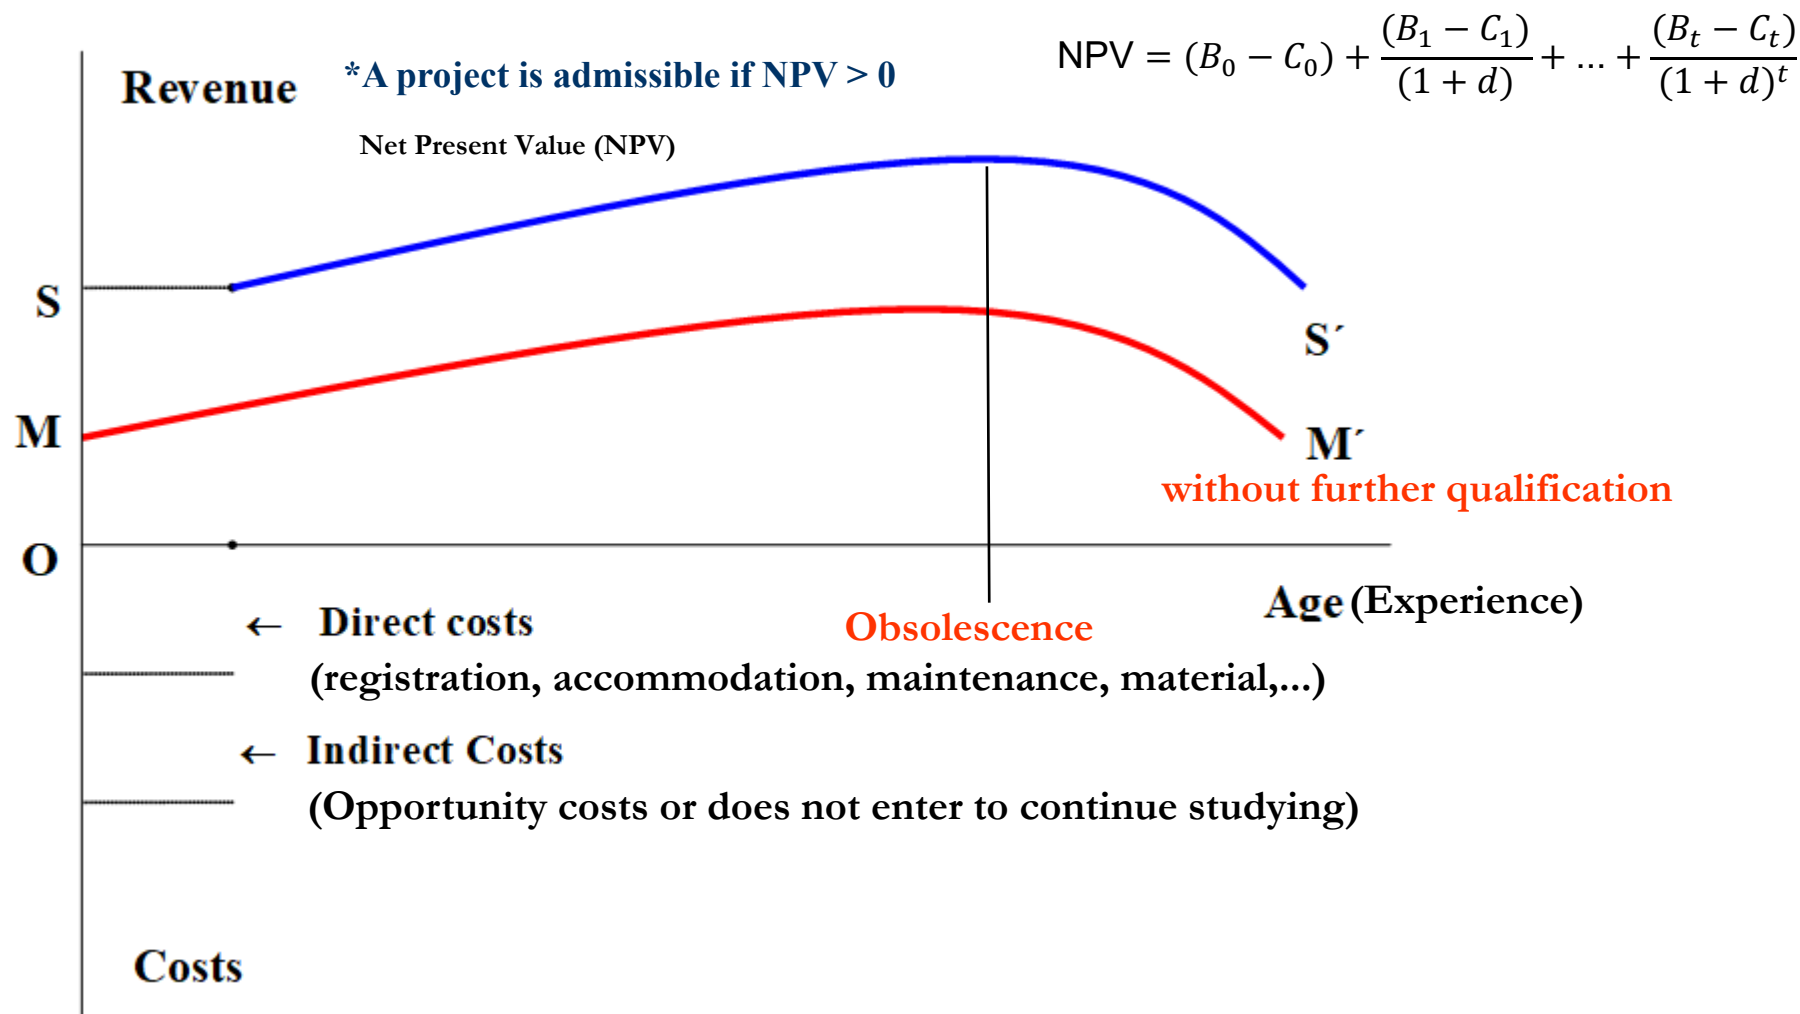 NPV = (B₀ − C₀) + (B₁ − C₁)/(1 + d) + … + (Bₜ − Cₜ)/(1 + d)ᵗ
Revenue
*A project is admissible if NPV > 0
Net Present Value (NPV)
S
S´
M
M´
without further qualification
O
Age (Experience)
Obsolescence
← Direct costs
(registration, accommodation, maintenance, material,...)
← Indirect Costs
(Opportunity costs or does not enter to continue studying)
Costs